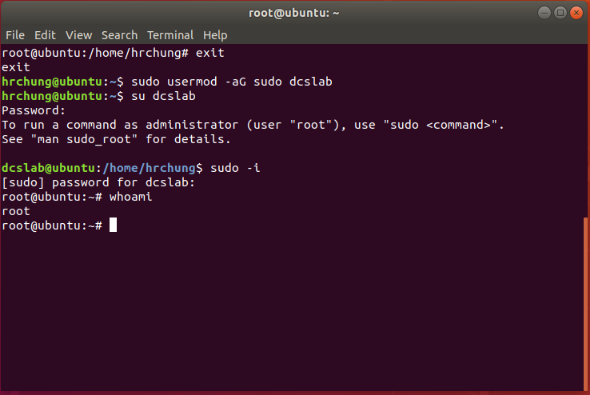 root@ubuntu: ~
File Edit View Search Terminal Help
root@ubuntu:/home/hrchung# exit
exit
hrchung@ubuntu:~$ sudo usermod -aG sudo dcslab
hrchung@ubuntu:~$ su dcslab
Password:
To run a command as administrator (user "root"), use "sudo <command>".
See "man sudo_root" for details.
dcslab@ubuntu:/home/hrchung$ sudo -i
[sudo] password for dcslab:
root@ubuntu:~# whoami
root
root@ubuntu:~#